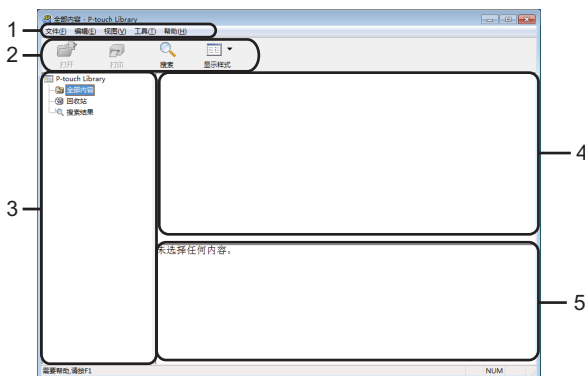 全部内容 - P-touch Library
1
文件(F) 编辑(E) 视图(V) 工具(T) 帮助(H)
2
打开 打印 搜索 显示样式
P-touch Library
全部内容
回收站
搜索结果
3
4
未选择任何内容。
5
需要帮助,请按F1 NUM